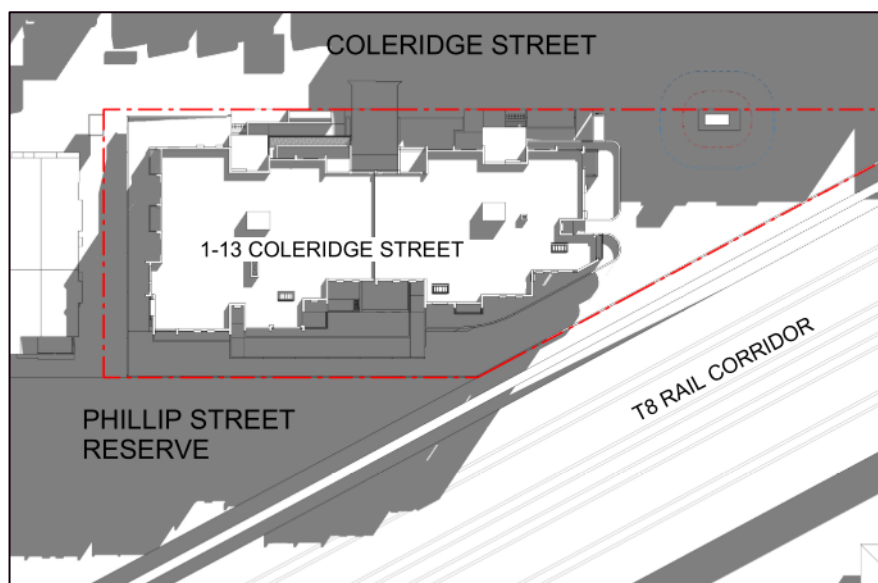 COLERIDGE STREET
1-13 COLERIDGE STREET
T8 RAIL CORRIDOR
PHILLIP STREET
RESERVE